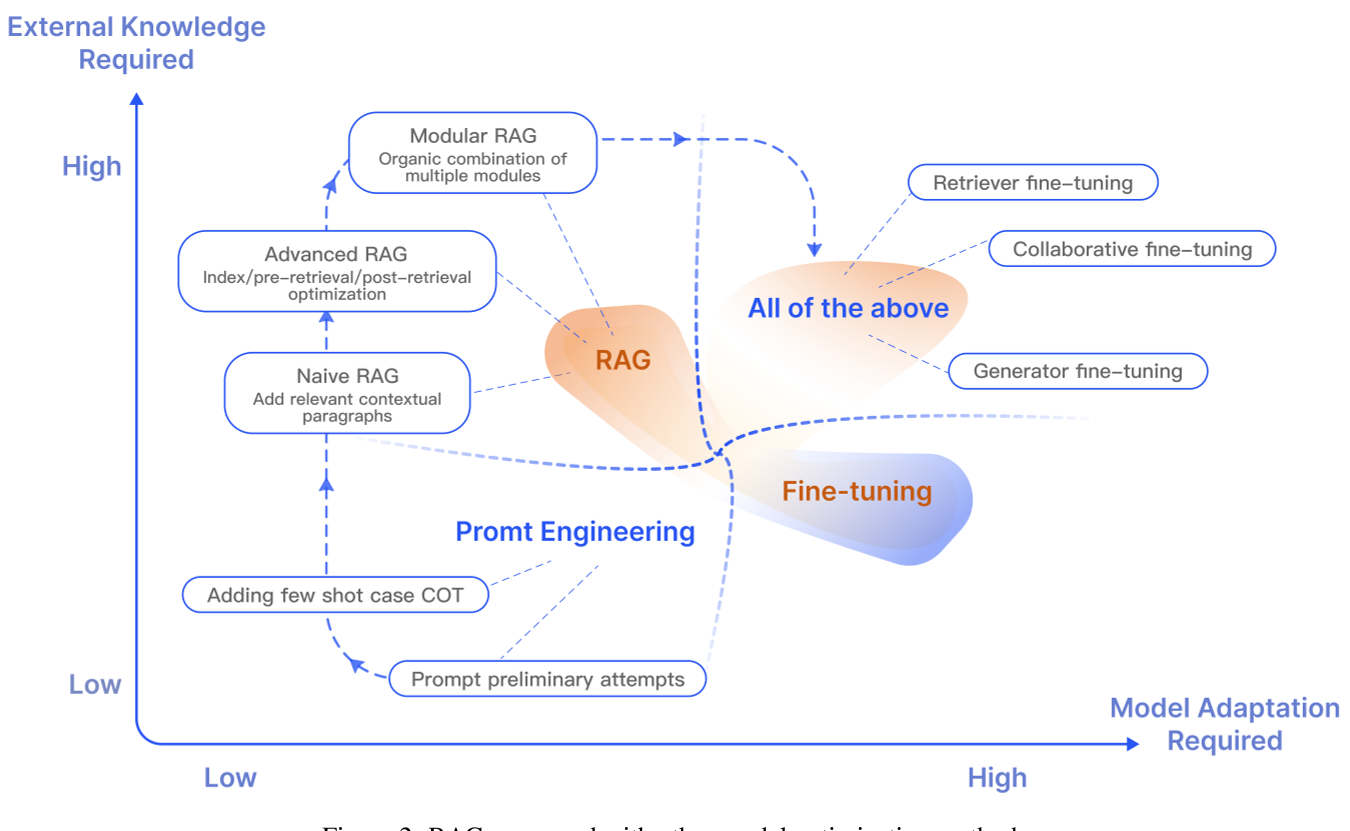 External Knowledge
Required
High
Modular RAG
Organic combination of
multiple modules
Retriever fine-tuning
Collaborative fine-tuning
Advanced RAG
Index/pre-retrieval/post-retrieval
optimization
All of the above
RAG
Naive RAG
Add relevant contextual
paragraphs
Generator fine-tuning
Fine-tuning
Promt Engineering
Adding few shot case COT
Prompt preliminary attempts
Low
Model Adaptation
Required
Low
High